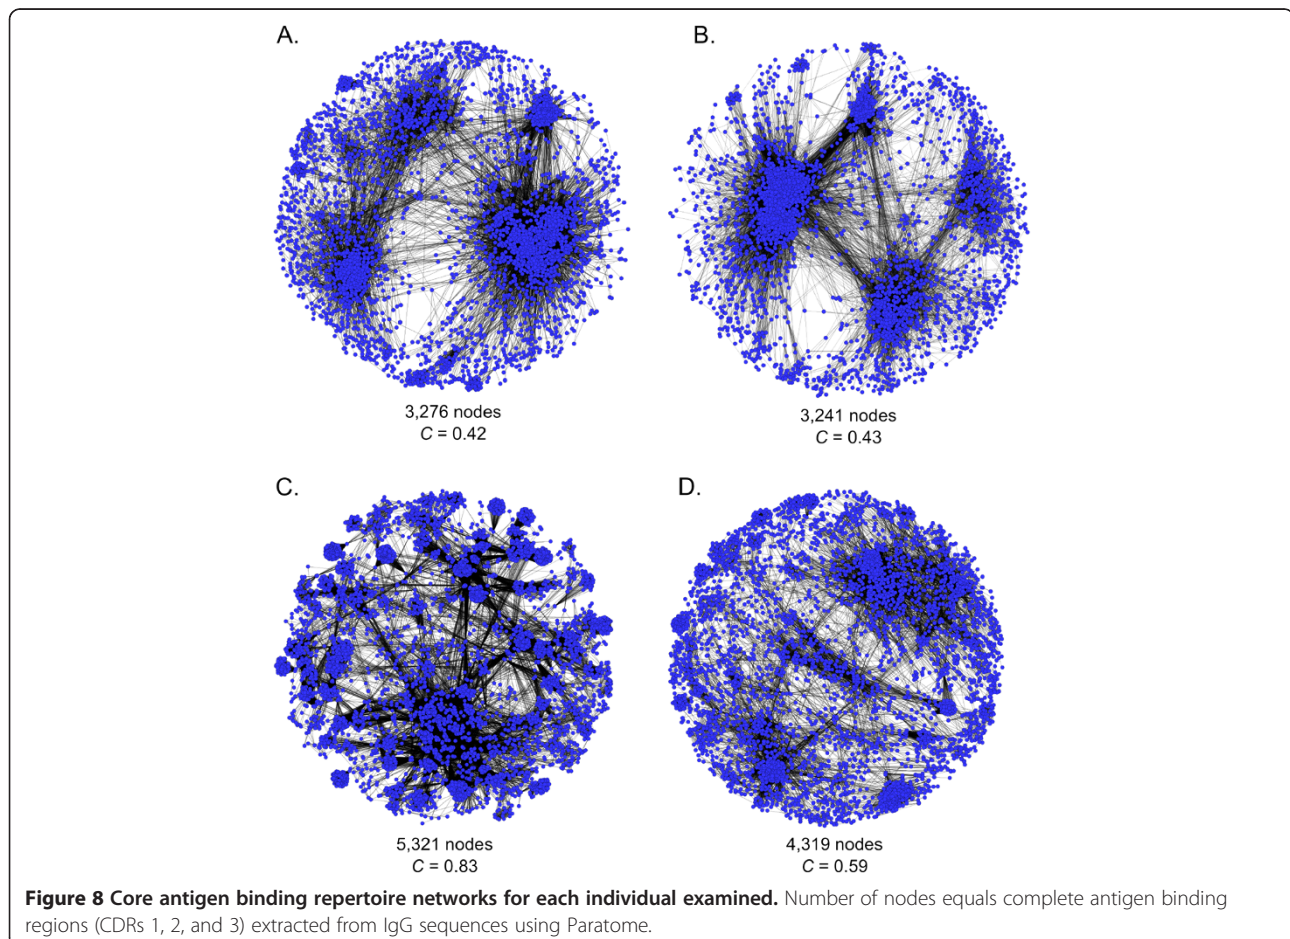 A.
B.
3,276 nodes
C = 0.42
3,241 nodes
C = 0.43
C.
D.
5,321 nodes
C = 0.83
4,319 nodes
C = 0.59
Figure 8 Core antigen binding repertoire networks for each individual examined. Number of nodes equals complete antigen binding
regions (CDRs 1, 2, and 3) extracted from IgG sequences using Paratome.